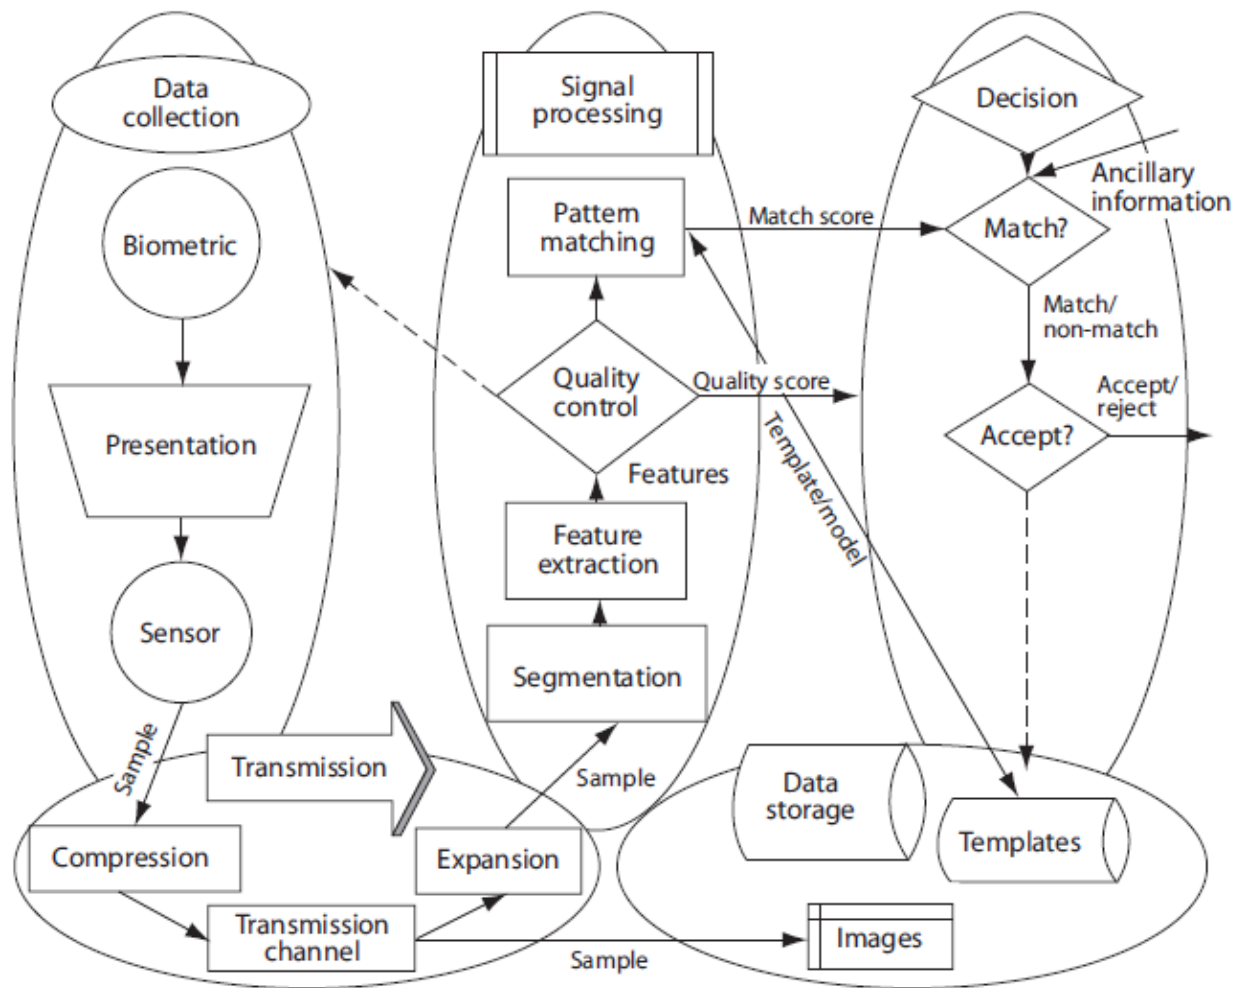 Data
collection
Biometric
Presentation
Sensor
Sample
Transmission
Compression
Transmission
channel
Expansion
Sample
Sample
Signal
processing
Pattern
matching
Match score
Quality
control
Quality score
Features
Feature
extraction
Segmentation
Template/model
Decision
Ancillary
information
Match?
Match/
non-match
Accept?
Accept/
reject
Data
storage
Templates
Images